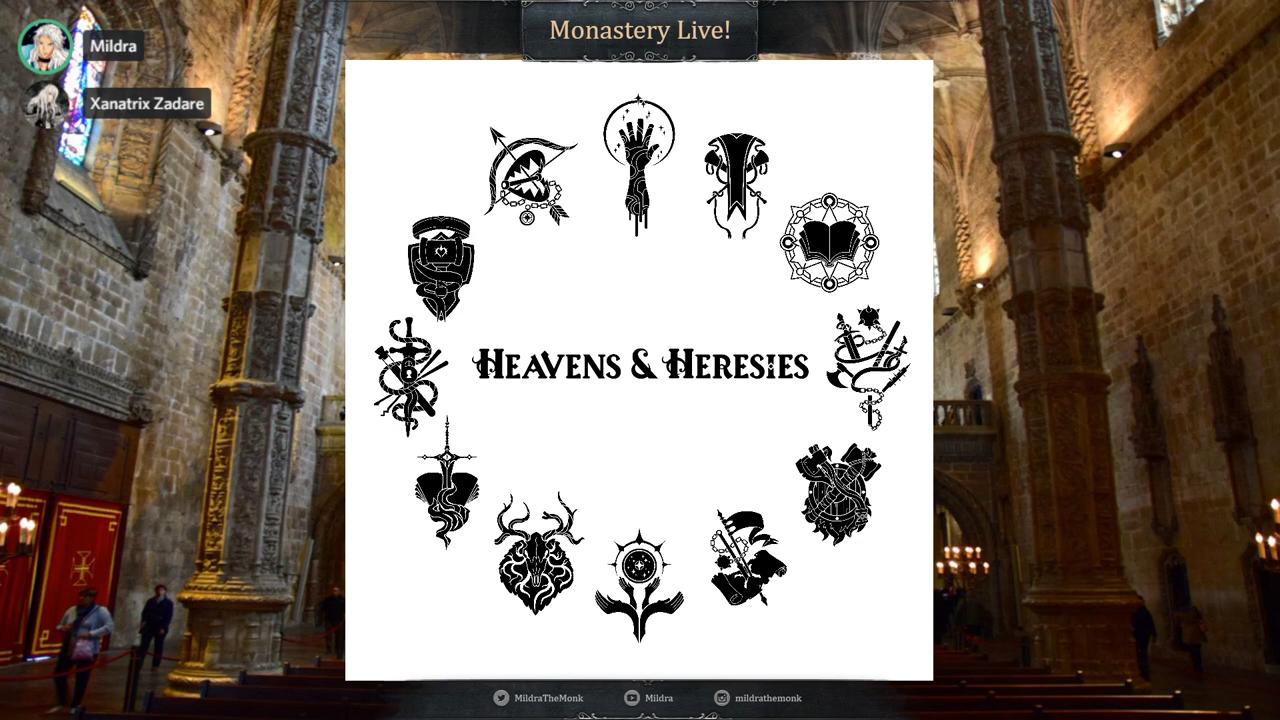 Monastery Live!
Mildra
Xanatrix Zadare
HEAVENS & HERESIES
MildraTheMonk
Mildra
mildrathemonk